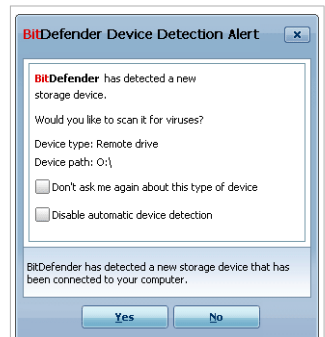 BitDefender Device Detection Alert
BitDefender has detected a new
storage device.
Would you like to scan it for viruses?
Device type: Remote drive
Device path: O:\
Don't ask me again about this type of device
Disable automatic device detection
BitDefender has detected a new storage device that has
been connected to your computer.
Yes No